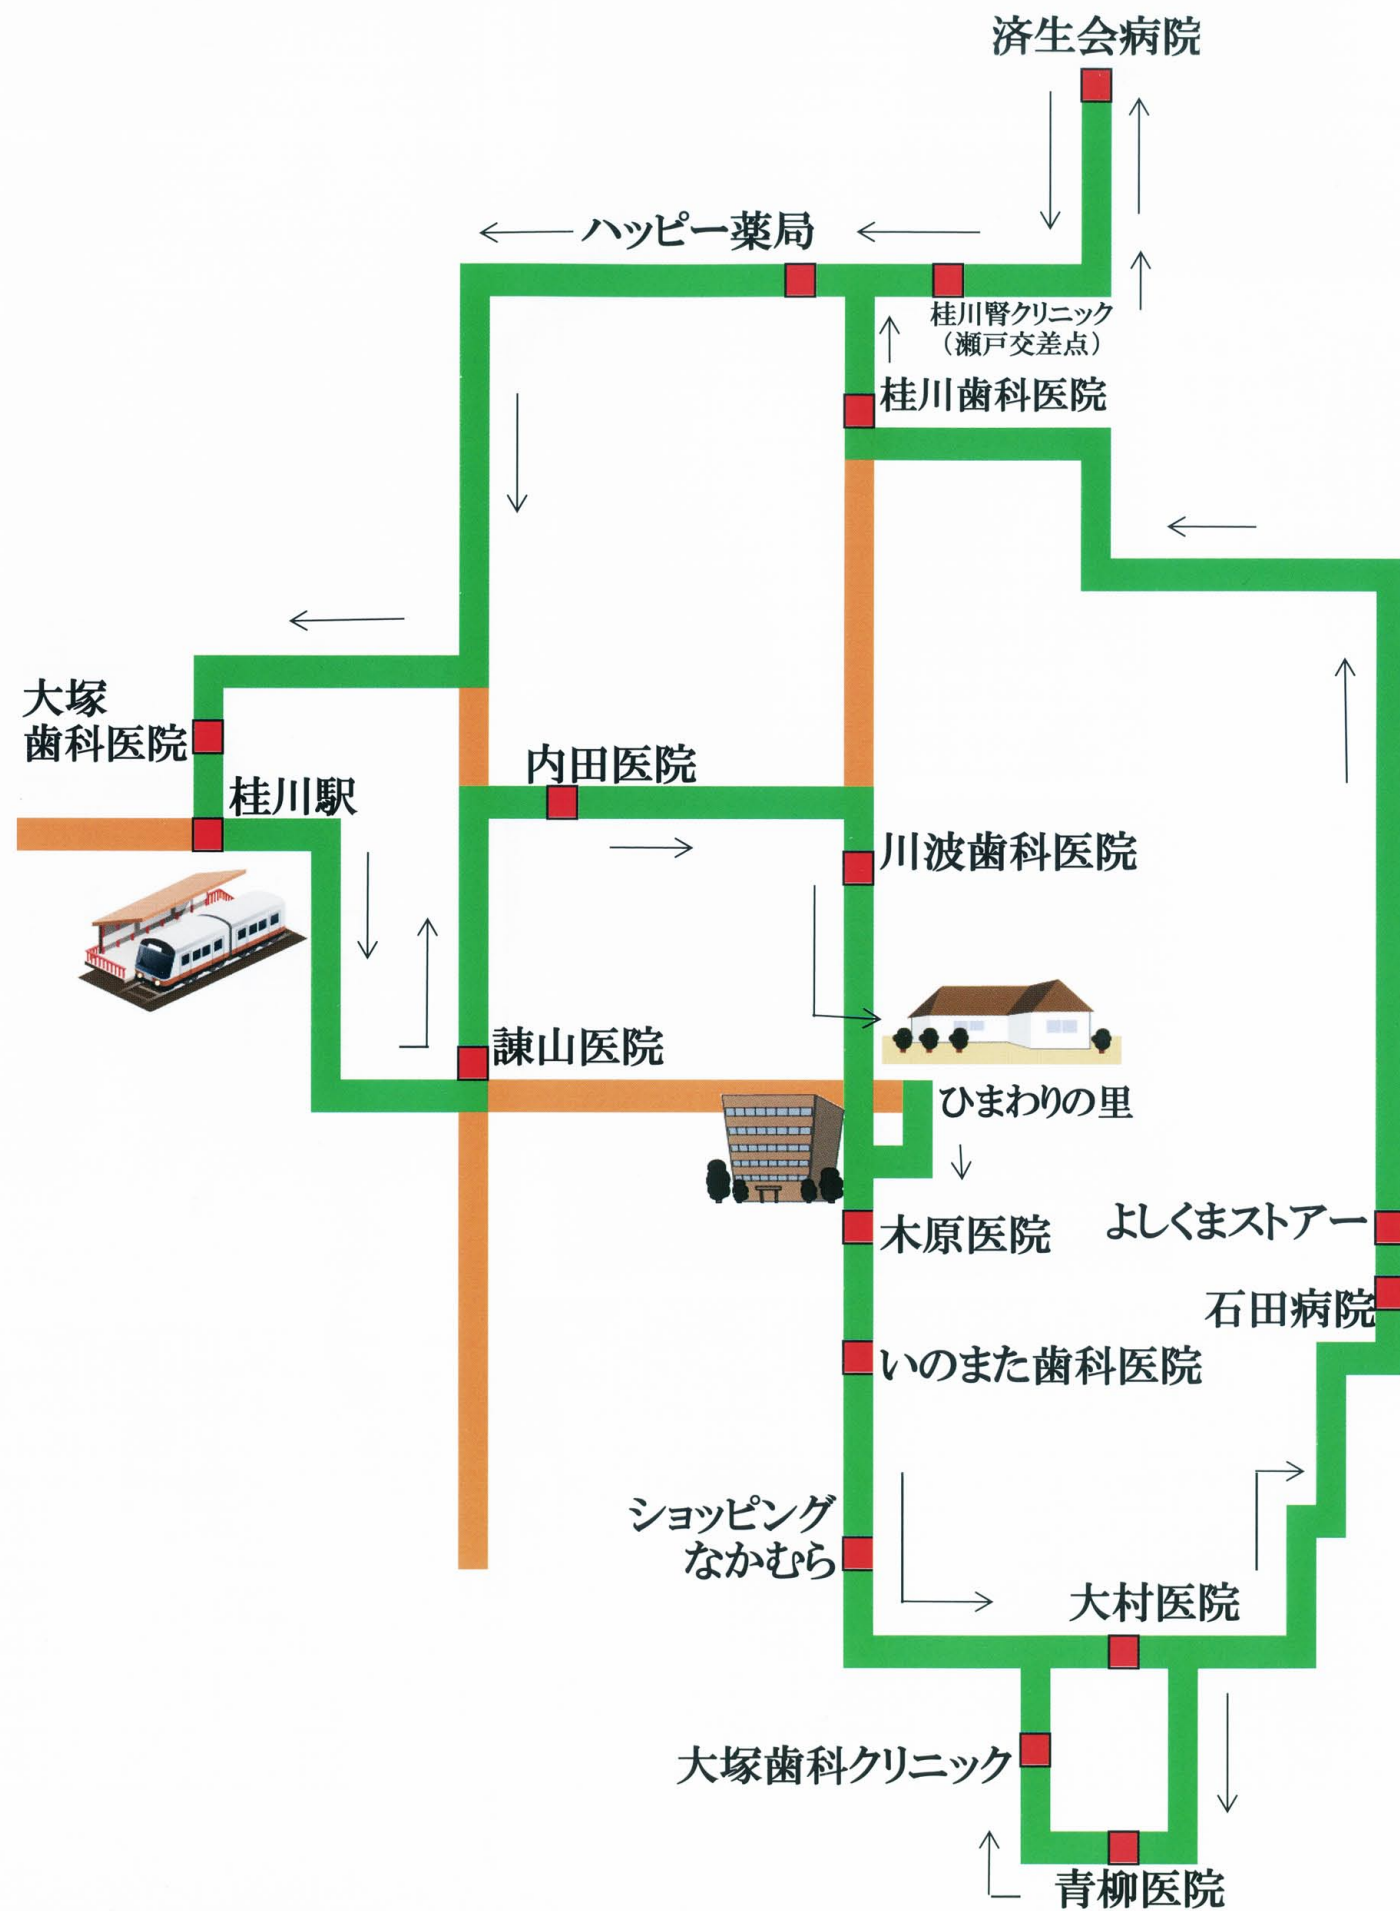 済生会病院
ハッピー薬局
桂川腎クリニック
（瀬戸交差点）
桂川歯科医院
大塚
歯科医院
内田医院
桂川駅
川波歯科医院
諌山医院
ひまわりの里
木原医院
よしくまストアー
石田病院
いのまた歯科医院
ショッピング
なかむら
大村医院
大塚歯科クリニック
青柳医院